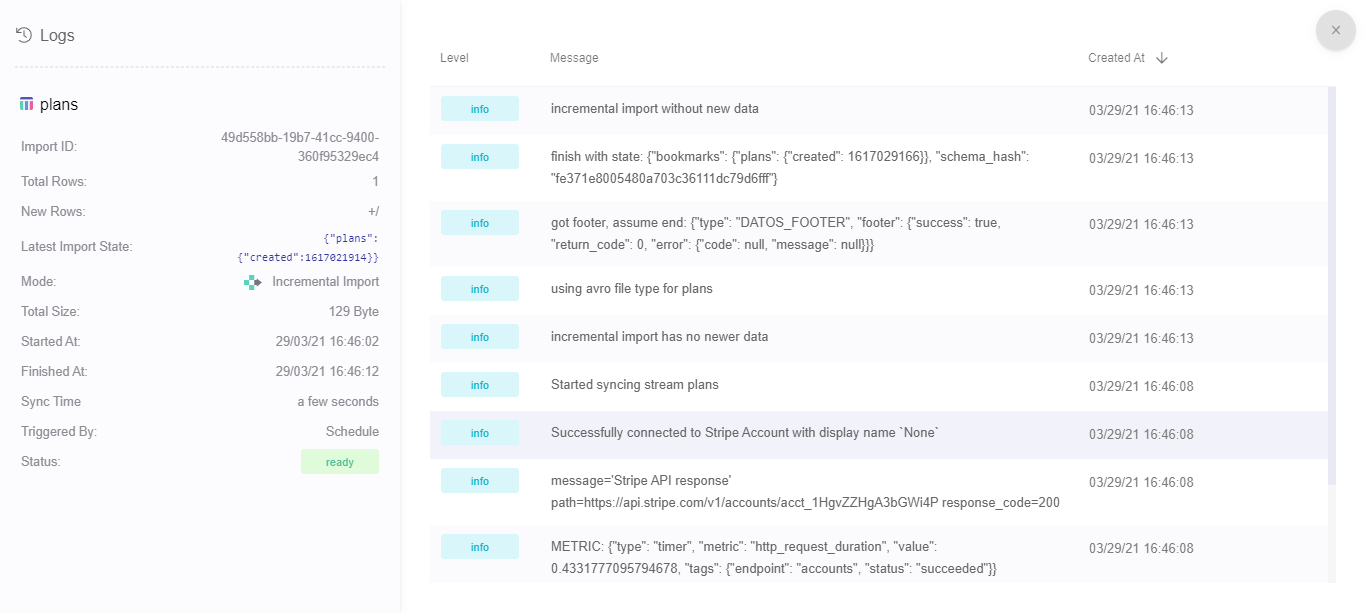 Logs
plans
Import ID:
49d558bb-19b7-41cc-9400-
360f95329ec4
Total Rows:
1
New Rows:
+/
Latest Import State:
{"plans":
{"created":1617021914}}
Mode:
Incremental Import
Total Size:
129 Byte
Started At:
29/03/21 16:46:02
Finished At:
29/03/21 16:46:12
Sync Time
a few seconds
Triggered By:
Schedule
Status:
ready
Level Message Created At
info incremental import without new data 03/29/21 16:46:13
info finish with state: {"bookmarks": {"plans": {"created": 1617029166}}, "schema_hash": 03/29/21 16:46:13
"fe371e8005480a703c36111dc79d6fff"}
info got footer, assume end: {"type": "DATOS_FOOTER", "footer": {"success": true, 03/29/21 16:46:13
"return_code": 0, "error": {"code": null, "message": null}}}
info using avro file type for plans 03/29/21 16:46:13
info incremental import has no newer data 03/29/21 16:46:13
info Started syncing stream plans 03/29/21 16:46:08
info Successfully connected to Stripe Account with display name `None` 03/29/21 16:46:08
info message='Stripe API response' 03/29/21 16:46:08
path=https://api.stripe.com/v1/accounts/acct_1HgvZZHgA3bGWi4P response_code=200
info METRIC: {"type": "timer", "metric": "http_request_duration", "value": 03/29/21 16:46:08
0.4331777095794678, "tags": {"endpoint": "accounts", "status": "succeeded"}}